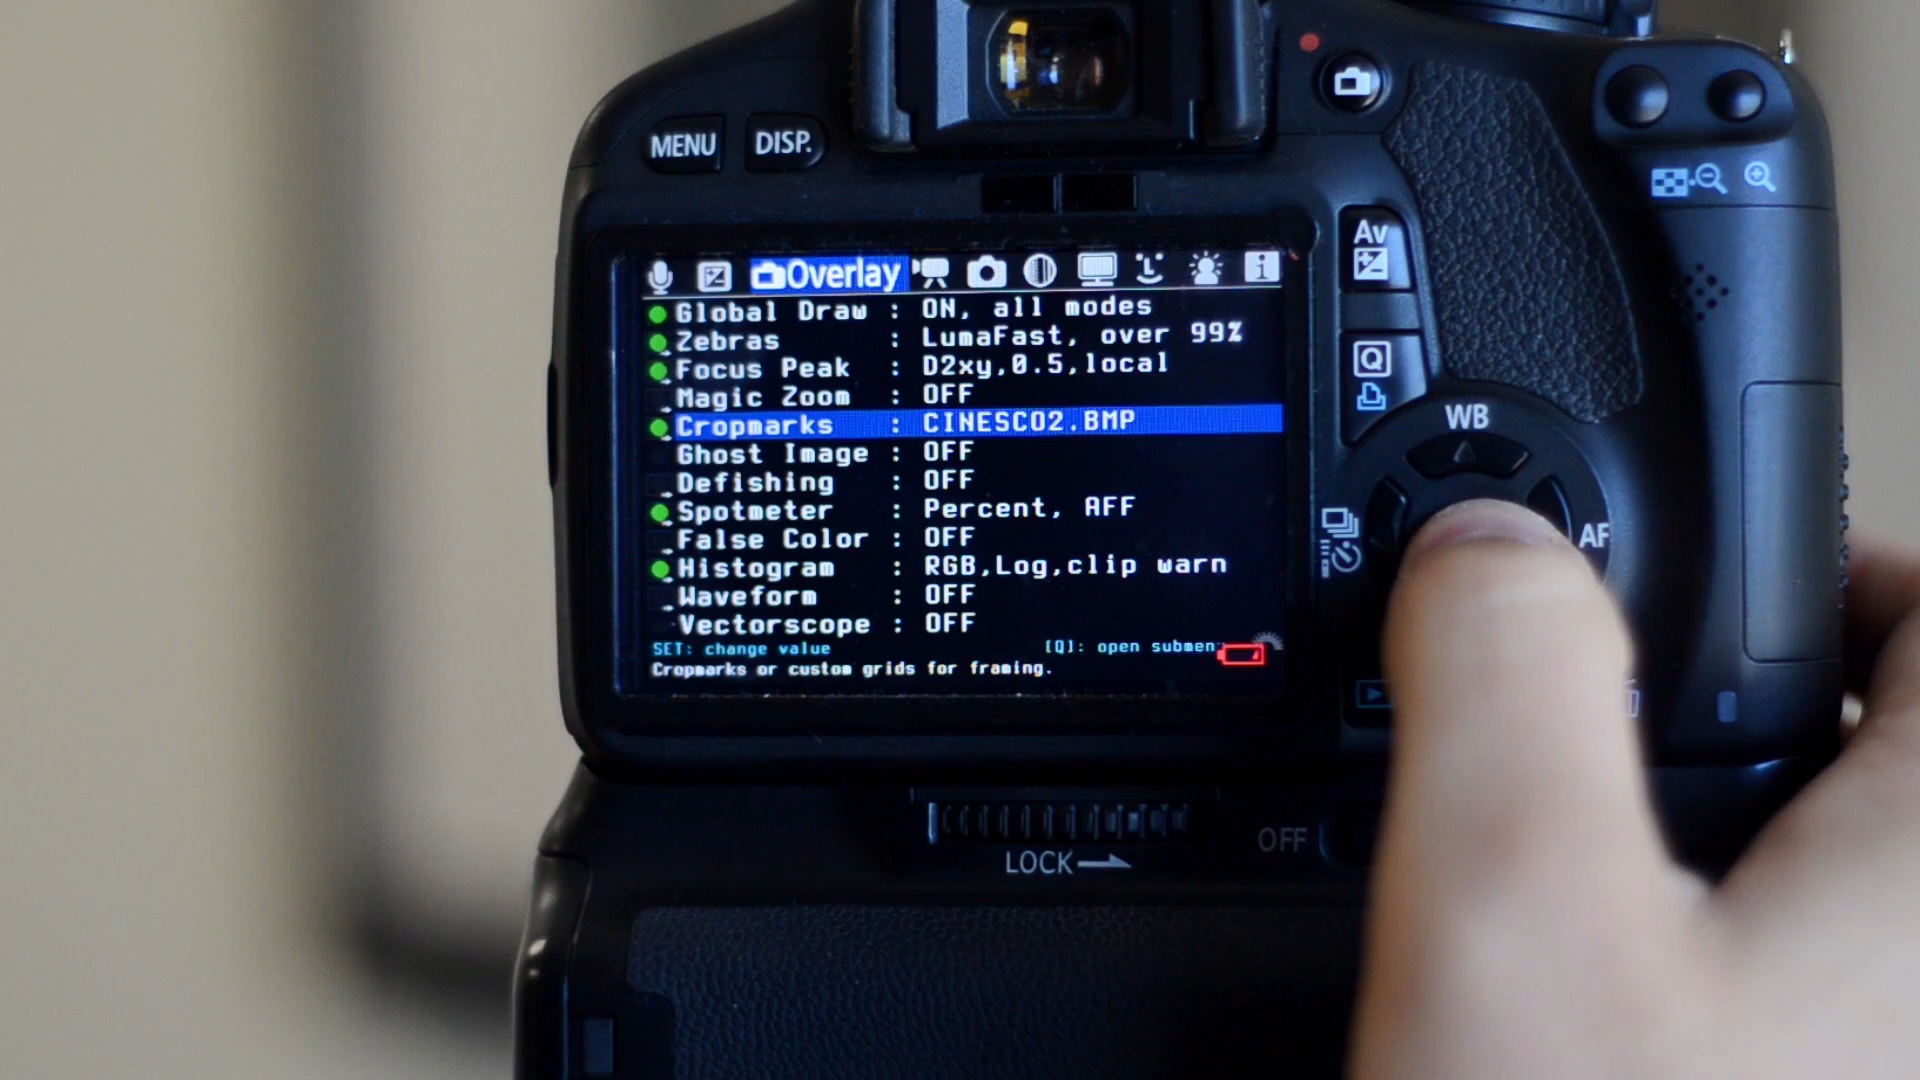 MENU DISP.
Av
Overlay
Global Draw : ON, all modes
Zebras : LumaFast, over 99%
Focus Peak : D2xy,0.5,local
Magic Zoom : OFF
Cropmarks : CINESCO2.BMP
Ghost Image : OFF
Defishing : OFF
Spotmeter : Percent, AFF
False Color : OFF
Histogram : RGB,Log,clip warn
Waveform : OFF
Vectorscope : OFF
SET: change value [Q]: open submen
Cropmarks or custom grids for framing.
Q
WB
AF
OFF
LOCK